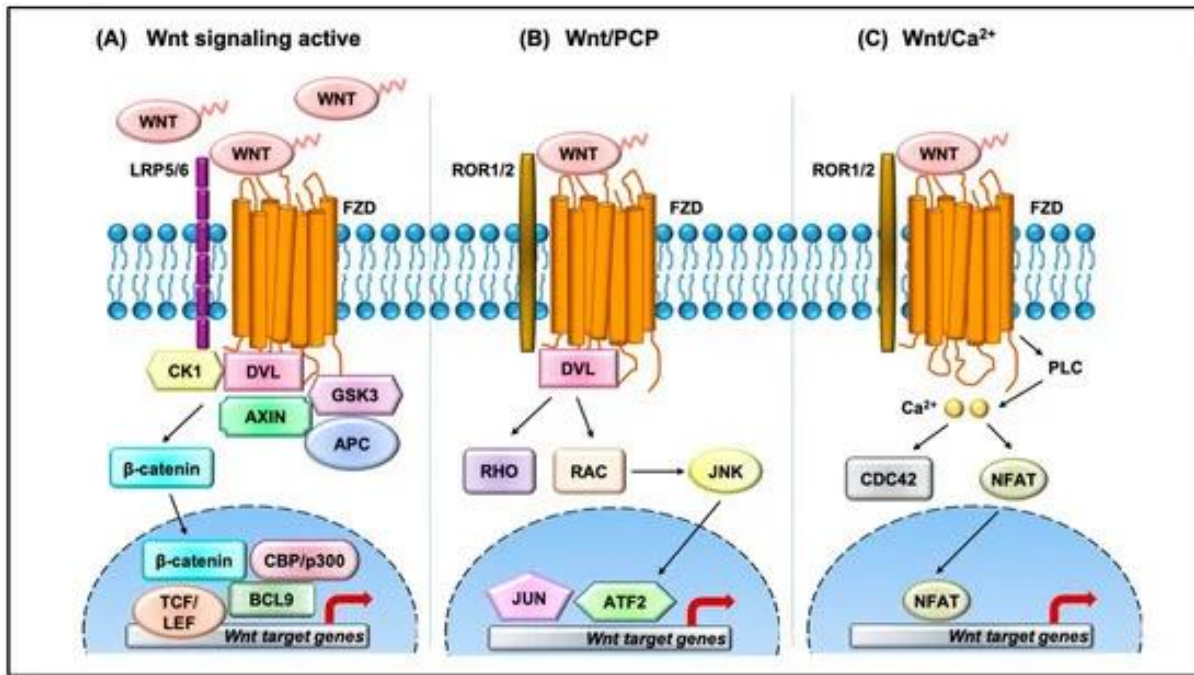 (A) Wnt signaling active
WNT
WNT
WNT
LRP5/6
FZD
CK1
DVL
GSK3
AXIN
APC
β-catenin
β-catenin
CBP/p300
TCF/
LEF
BCL9
Wnt target genes
(B) Wnt/PCP
WNT
ROR1/2
FZD
DVL
RHO
RAC
JNK
JUN
ATF2
Wnt target genes
(C) Wnt/Ca²⁺
WNT
ROR1/2
FZD
PLC
Ca²⁺
CDC42
NFAT
NFAT
Wnt target genes